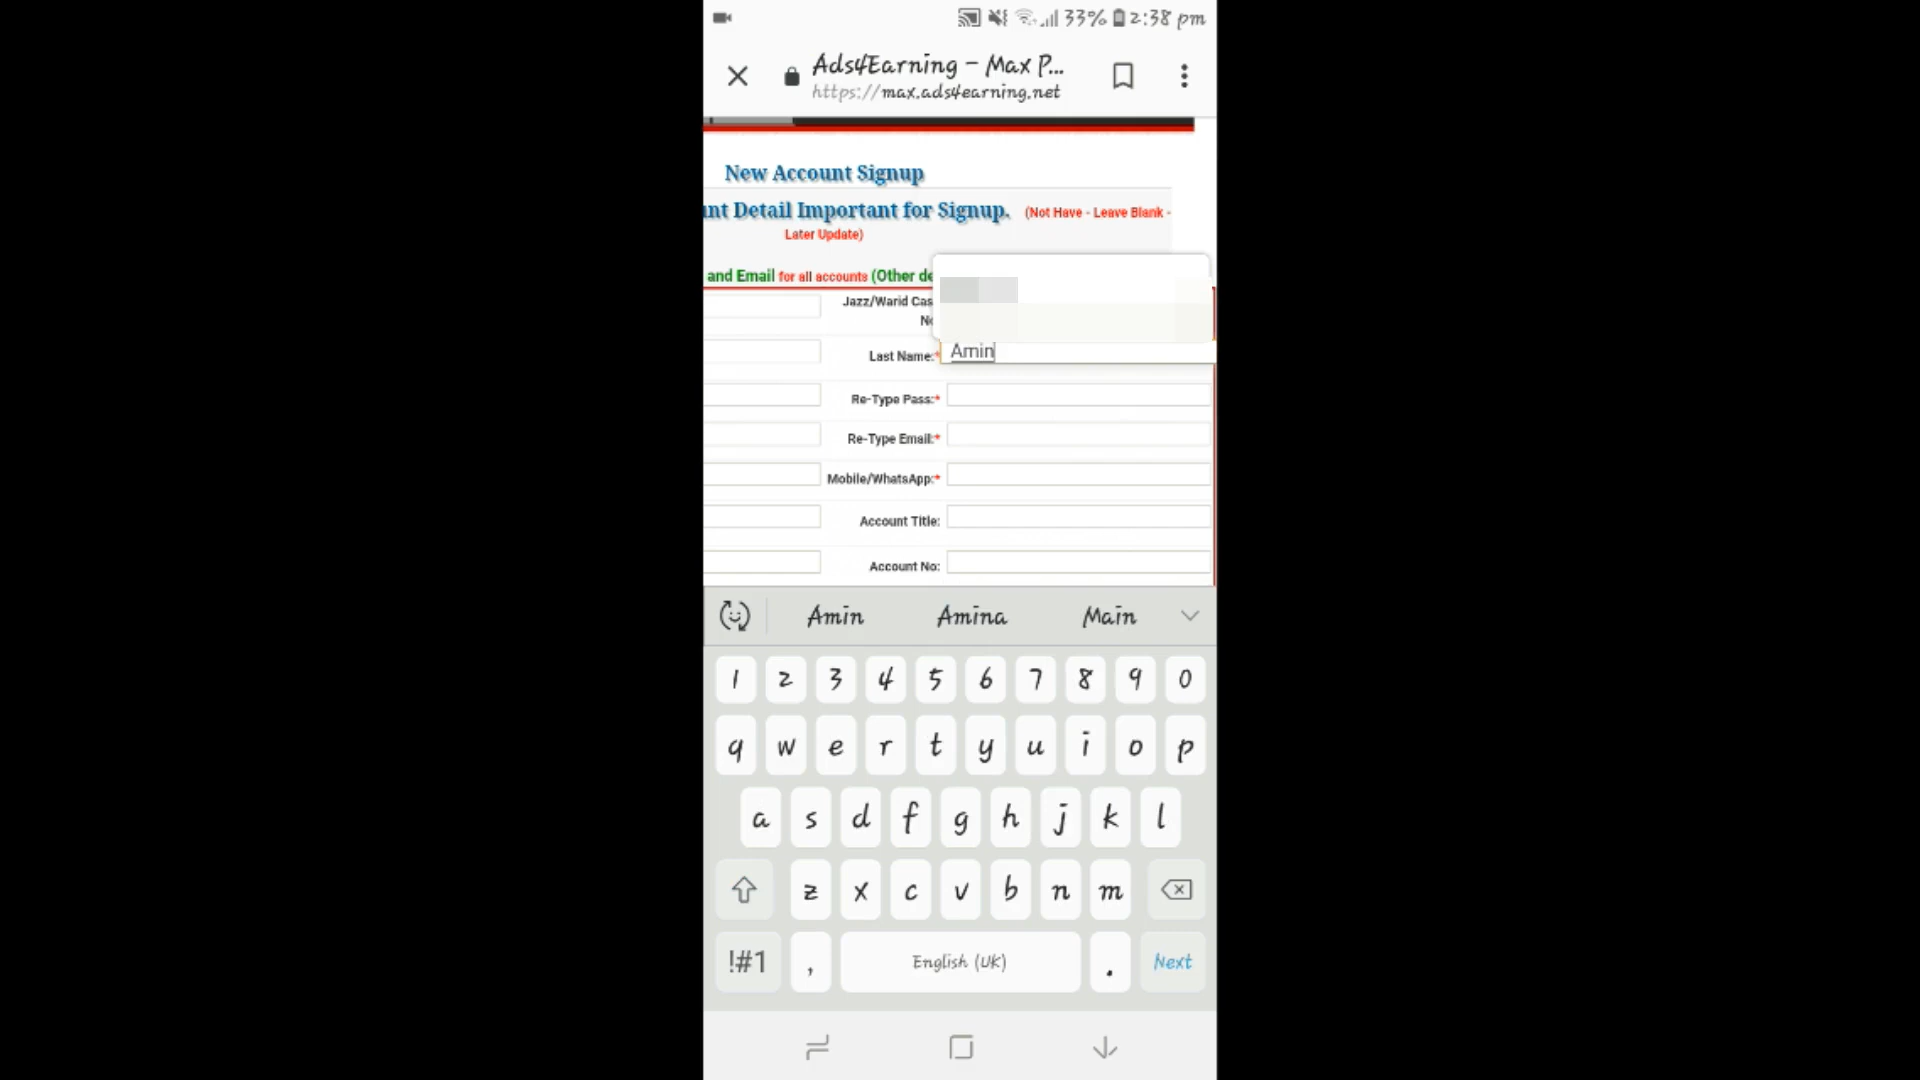 33% 2:38 pm
Ads4Earning – Max P...
https://max.ads4earning.net
New Account Signup
nt Detail Important for Signup. (Not Have - Leave Blank -
Later Update)
and Email for all accounts (Other de
Jazz/Warid Cas
No
Last Name:* Amin
Re-Type Pass:*
Re-Type Email:*
Mobile/WhatsApp:*
Account Title:
Account No:
Amin Amina Main
1 2 3 4 5 6 7 8 9 0
q w e r t y u i o p
a s d f g h j k l
z x c v b n m
!#1 , English (UK) . Next